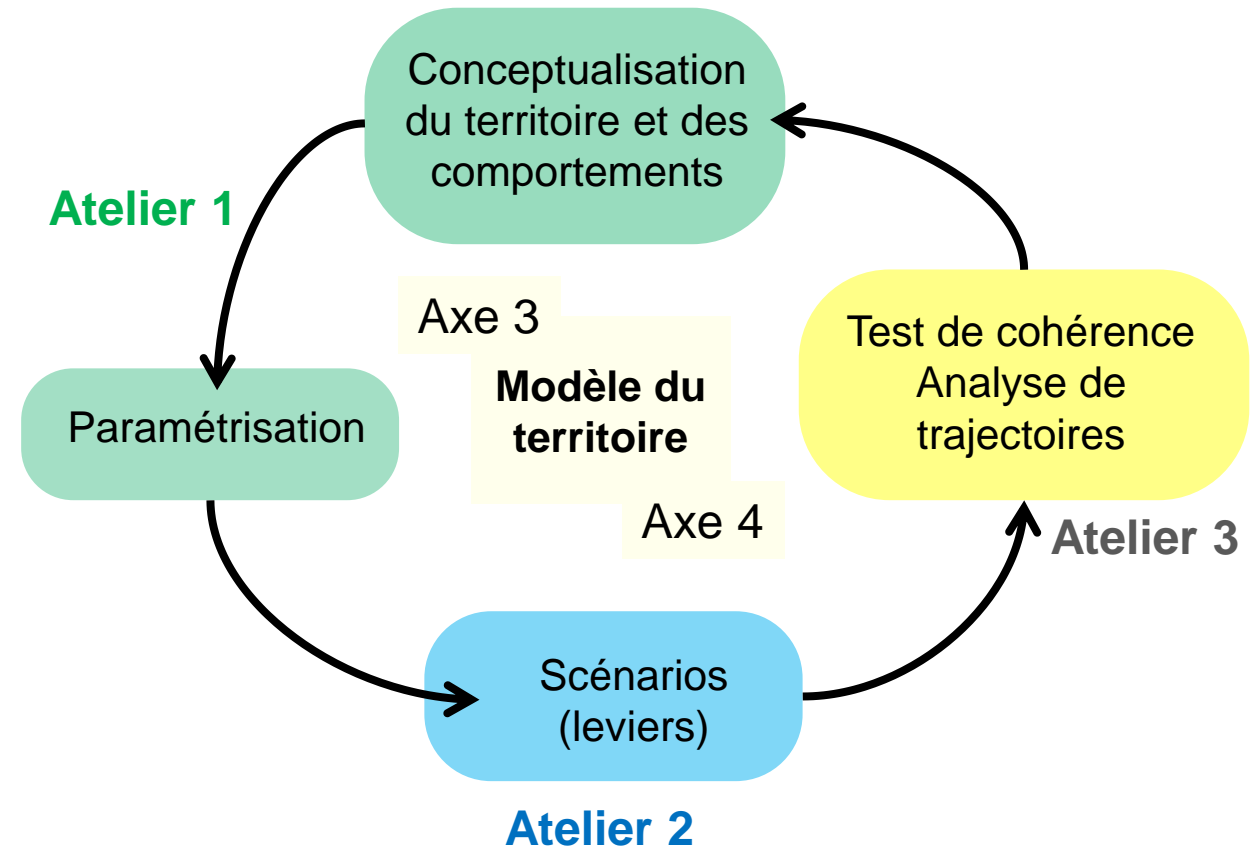 Conceptualisation
du territoire et des
comportements
Atelier 1
Axe 3
Modèle du
territoire
Axe 4
Paramétrisation
Test de cohérence
Analyse de
trajectoires
Atelier 3
Scénarios
(leviers)
Atelier 2